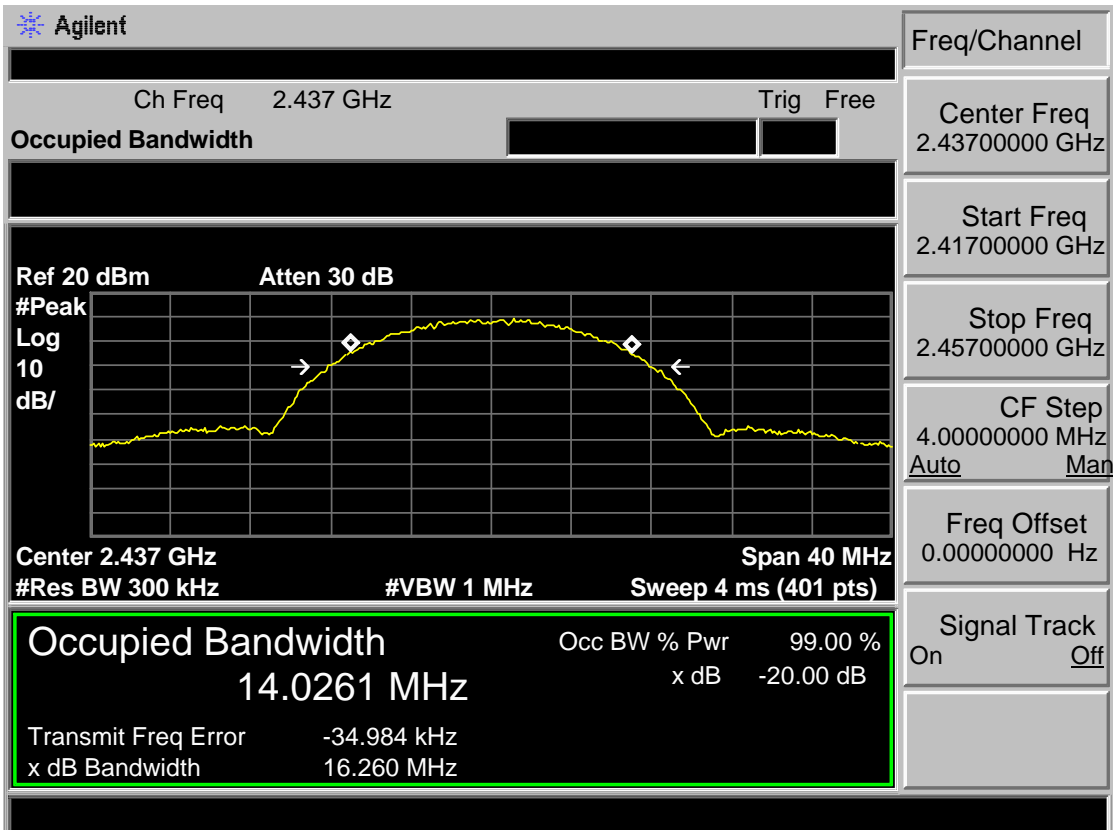 Agilent
Freq/Channel
Ch Freq 2.437 GHz Trig Free
Occupied Bandwidth
Center Freq
2.43700000 GHz
Start Freq
2.41700000 GHz
Stop Freq
2.45700000 GHz
CF Step
4.00000000 MHz
Auto Man
Freq Offset
0.00000000 Hz
Signal Track
On Off
Ref 20 dBm Atten 30 dB
#Peak
Log
10
dB/
Center 2.437 GHz Span 40 MHz
#Res BW 300 kHz #VBW 1 MHz Sweep 4 ms (401 pts)
Occupied Bandwidth Occ BW % Pwr 99.00 %
14.0261 MHz x dB -20.00 dB
Transmit Freq Error -34.984 kHz
x dB Bandwidth 16.260 MHz